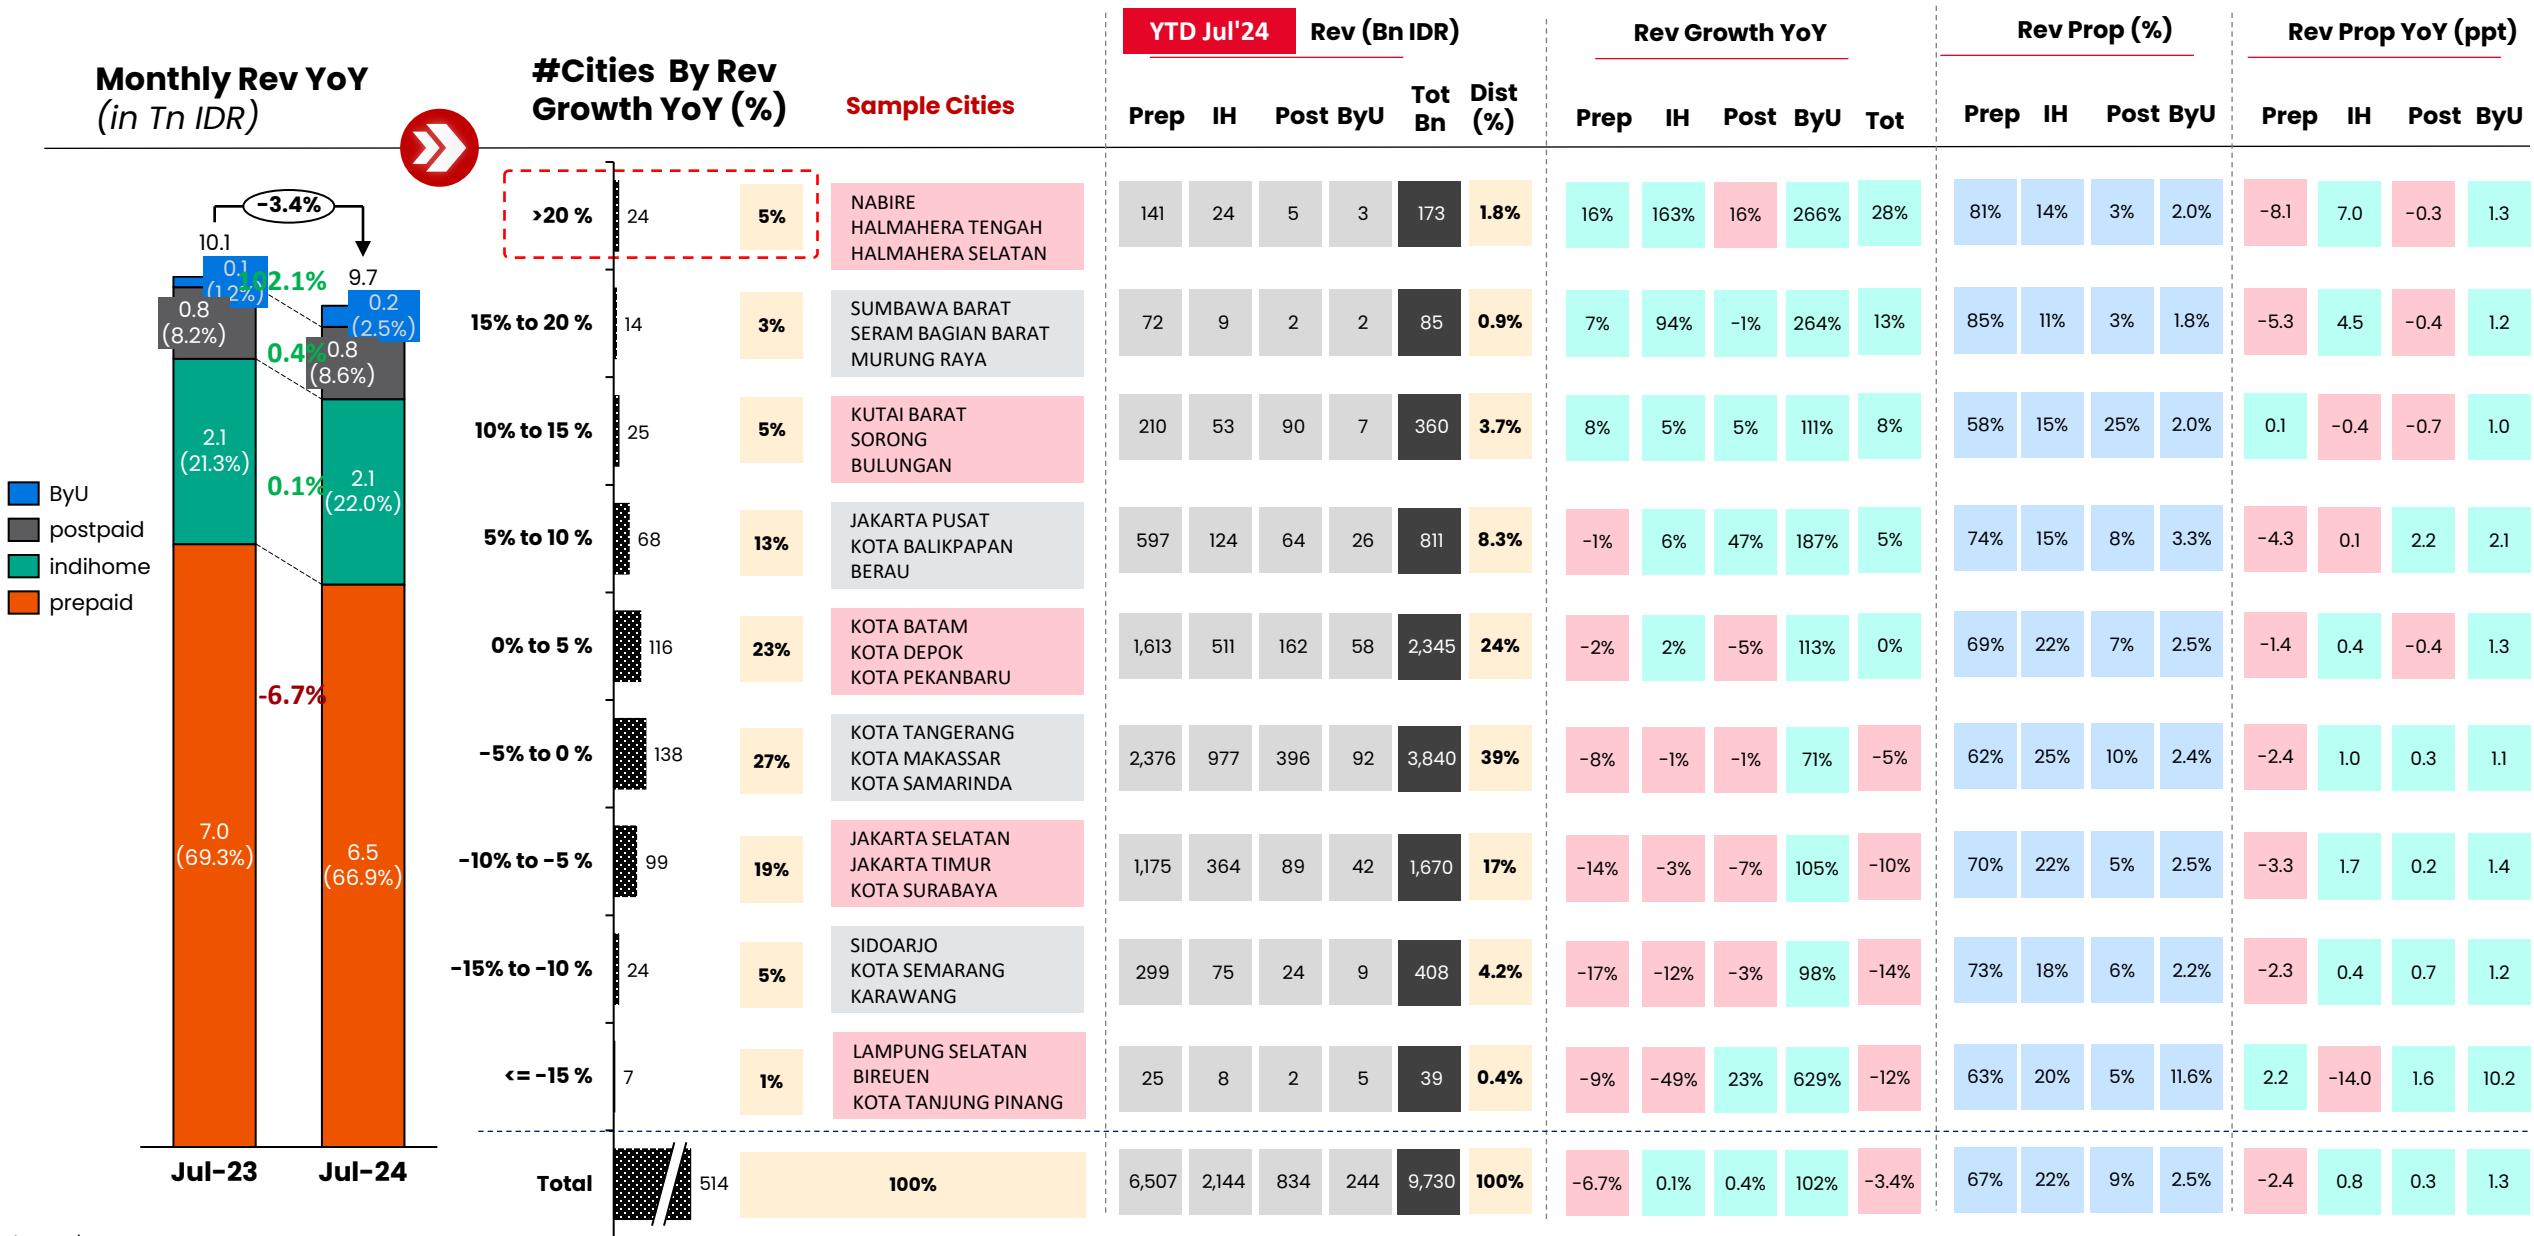 YTD Jul'24 Rev (Bn IDR)
Rev Growth YoY
Rev Prop (%)
Rev Prop YoY (ppt)
Monthly Rev YoY
(in Tn IDR)
#Cities By Rev
Growth YoY (%)
Sample Cities
Prep IH Post ByU Tot Bn Dist (%)
Prep IH Post ByU Tot
Prep IH Post ByU
Prep IH Post ByU
-3.4%
10.1
9.7
0.1
(1.2%)
102.1%
0.2
(2.5%)
0.8
(8.2%)
0.4%
0.8
(8.6%)
2.1
(21.3%)
0.1%
2.1
(22.0%)
ByU
postpaid
indihome
prepaid
-6.7%
7.0
(69.3%)
6.5
(66.9%)
Jul-23
Jul-24
>20 % 24 5%
NABIRE
HALMAHERA TENGAH
HALMAHERA SELATAN
141 24 5 3 173 1.8% 16% 163% 16% 266% 28% 81% 14% 3% 2.0% -8.1 7.0 -0.3 1.3
15% to 20 % 14 3%
SUMBAWA BARAT
SERAM BAGIAN BARAT
MURUNG RAYA
72 9 2 2 85 0.9% 7% 94% -1% 264% 13% 85% 11% 3% 1.8% -5.3 4.5 -0.4 1.2
10% to 15 % 25 5%
KUTAI BARAT
SORONG
BULUNGAN
210 53 90 7 360 3.7% 8% 5% 5% 111% 8% 58% 15% 25% 2.0% 0.1 -0.4 -0.7 1.0
5% to 10 % 68 13%
JAKARTA PUSAT
KOTA BALIKPAPAN
BERAU
597 124 64 26 811 8.3% -1% 6% 47% 187% 5% 74% 15% 8% 3.3% -4.3 0.1 2.2 2.1
0% to 5 % 116 23%
KOTA BATAM
KOTA DEPOK
KOTA PEKANBARU
1,613 511 162 58 2,345 24% -2% 2% -5% 113% 0% 69% 22% 7% 2.5% -1.4 0.4 -0.4 1.3
-5% to 0 % 138 27%
KOTA TANGERANG
KOTA MAKASSAR
KOTA SAMARINDA
2,376 977 396 92 3,840 39% -8% -1% -1% 71% -5% 62% 25% 10% 2.4% -2.4 1.0 0.3 1.1
-10% to -5 % 99 19%
JAKARTA SELATAN
JAKARTA TIMUR
KOTA SURABAYA
1,175 364 89 42 1,670 17% -14% -3% -7% 105% -10% 70% 22% 5% 2.5% -3.3 1.7 0.2 1.4
-15% to -10 % 24 5%
SIDOARJO
KOTA SEMARANG
KARAWANG
299 75 24 9 408 4.2% -17% -12% -3% 98% -14% 73% 18% 6% 2.2% -2.3 0.4 0.7 1.2
<= -15 % 7 1%
LAMPUNG SELATAN
BIREUEN
KOTA TANJUNG PINANG
25 8 2 5 39 0.4% -9% -49% 23% 629% -12% 63% 20% 5% 11.6% 2.2 -14.0 1.6 10.2
Total 514 100%
6,507 2,144 834 244 9,730 100% -6.7% 0.1% 0.4% 102% -3.4% 67% 22% 9% 2.5% -2.4 0.8 0.3 1.3